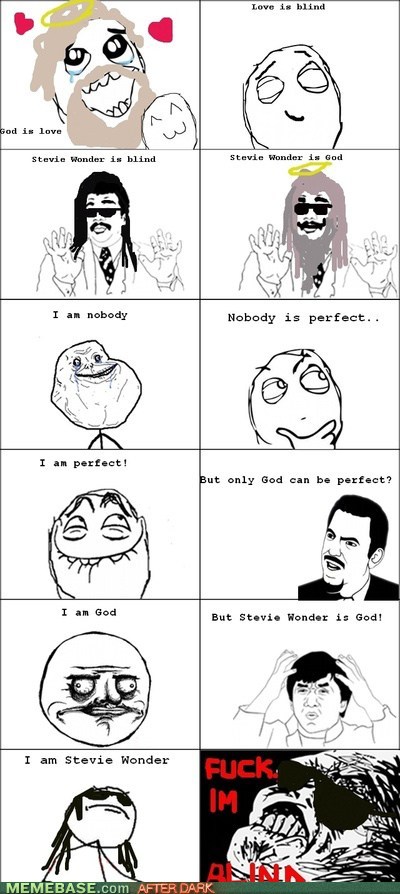 God is love
Love is blind
Stevie Wonder is blind
Stevie Wonder is God
I am nobody
Nobody is perfect..
I am perfect!
But only God can be perfect?
I am God
But Stevie Wonder is God!
I am Stevie Wonder
FUCK
IM
BLIND
MEMEBASE.com AFTER DARK